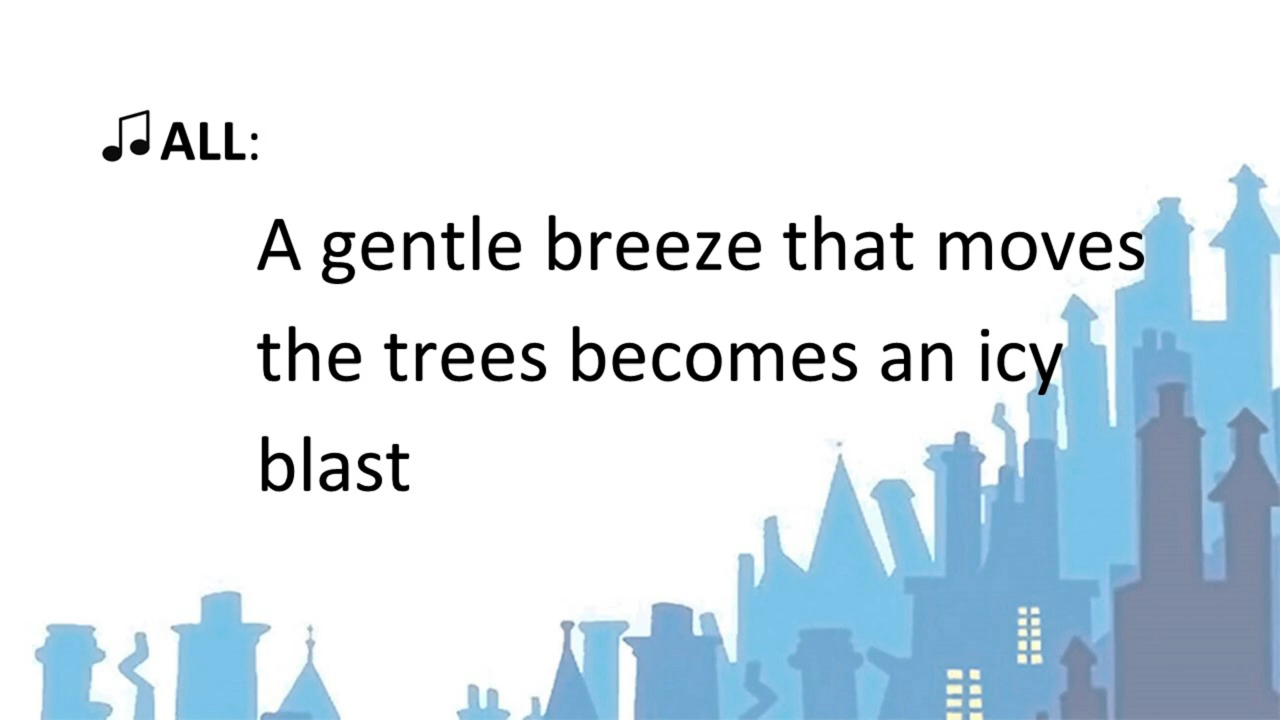 ♫ ALL:
A gentle breeze that moves
the trees becomes an icy
blast